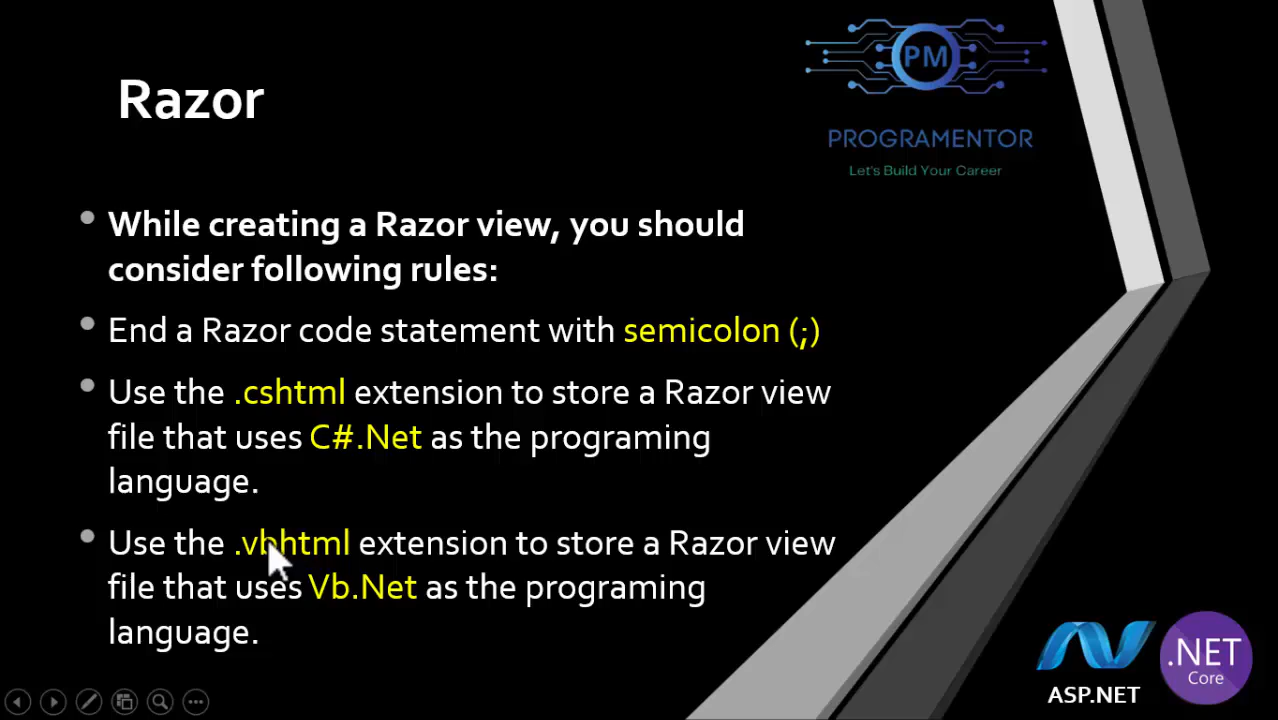 PM
PROGRAMENTOR
Let's Build Your Career
Razor
• While creating a Razor view, you should
consider following rules:
• End a Razor code statement with semicolon (;)
• Use the .cshtml extension to store a Razor view
file that uses C#.Net as the programing
language.
• Use the .vbhtml extension to store a Razor view
file that uses Vb.Net as the programing
language.
ASP.NET
.NET
Core